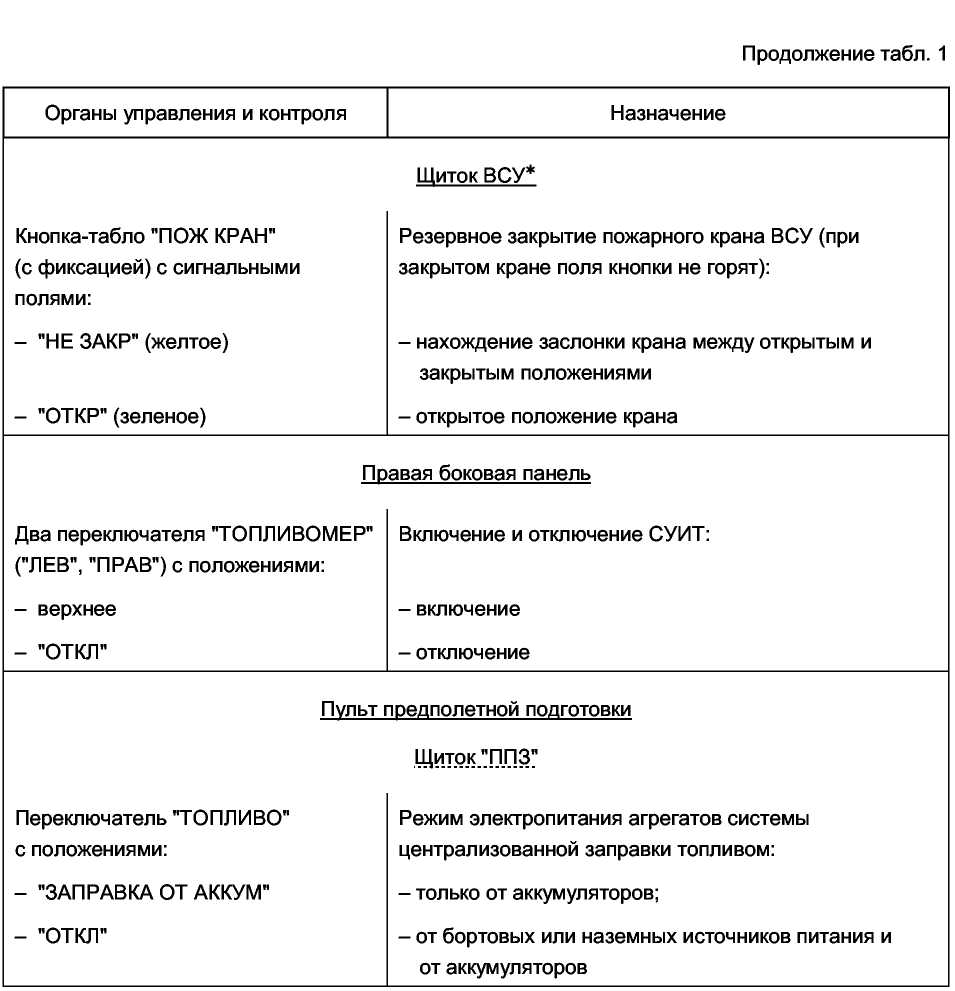 Продолжение табл. 1
Органы управления и контроля
Назначение
Щиток ВСУ*
Кнопка-табло "ПОЖ КРАН"
(с фиксацией) с сигнальными
полями:
Резервное закрытие пожарного крана ВСУ (при
закрытом кране поля кнопки не горят):
– "НЕ ЗАКР" (желтое)
– нахождение заслонки крана между открытым и
закрытым положениями
– "ОТКР" (зеленое)
– открытое положение крана
Правая боковая панель
Два переключателя "ТОПЛИВОМЕР"
("ЛЕВ", "ПРАВ") с положениями:
Включение и отключение СУИТ:
– верхнее
– включение
– "ОТКЛ"
– отключение
Пульт предполетной подготовки
Щиток "ППЗ"
Переключатель "ТОПЛИВО"
с положениями:
Режим электропитания агрегатов системы
централизованной заправки топливом:
– "ЗАПРАВКА ОТ АККУМ"
– только от аккумуляторов;
– "ОТКЛ"
– от бортовых или наземных источников питания и
от аккумуляторов